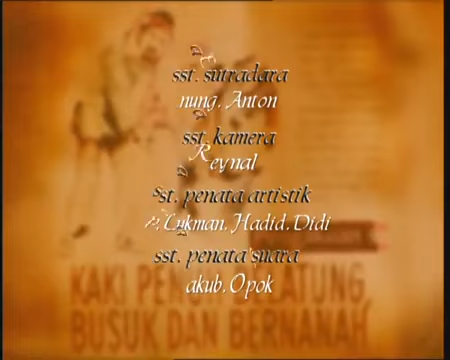 sst. sutradara
nung. Anton
sst. kamera
Reynal
sst. penata artistik
Lukman. Hadid. Didi
sst. penata suara
akub. Opok
KAKI PEN ATUNG,
BUSUK DAN BERNANAH